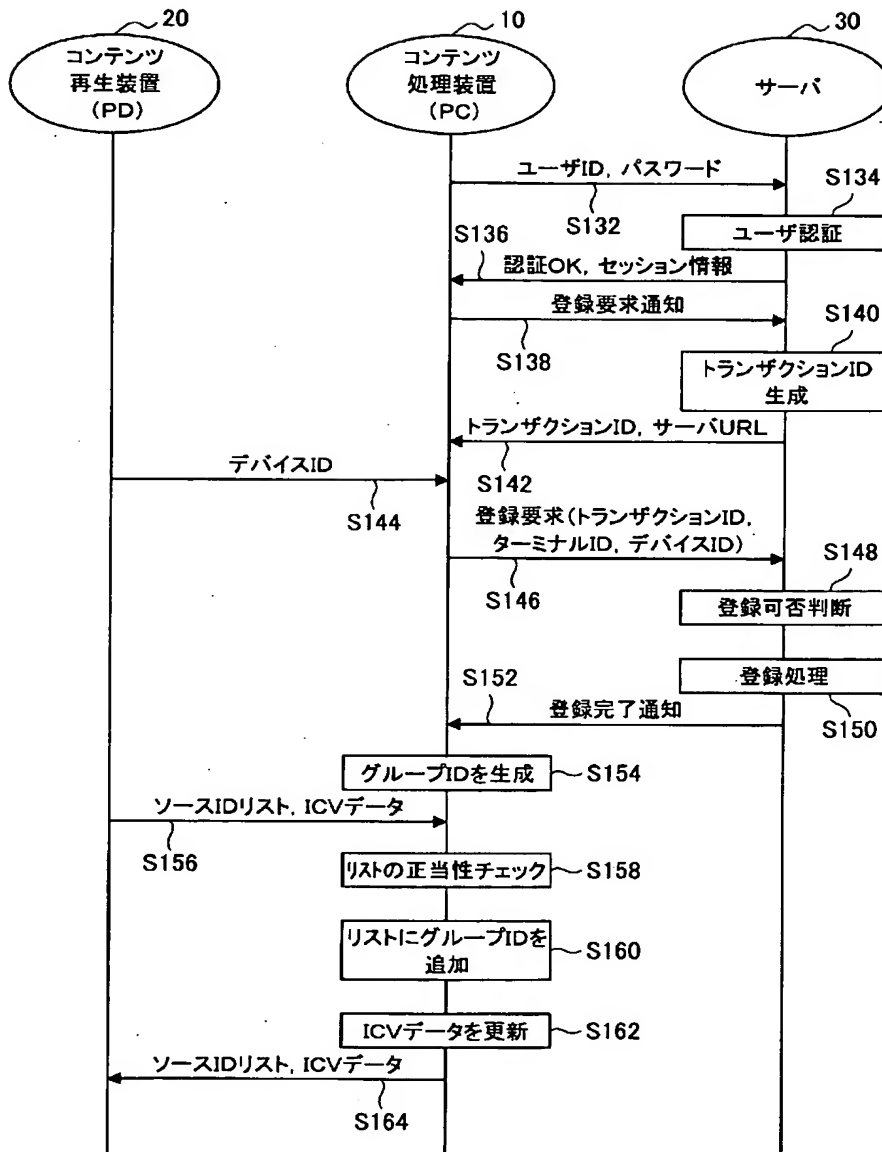 20
10
30
コンテンツ
再生装置
(PD)
コンテンツ
処理装置
(PC)
サーバ
ユーザID, パスワード
S132
S134
ユーザ認証
S136
認証OK, セッション情報
登録要求通知
S138
S140
トランザクションID
生成
トランザクションID, サーバURL
S142
デバイスID
S144
登録要求(トランザクションID,
ターミナルID, デバイスID)
S146
S148
登録可否判断
登録処理
S150
S152
登録完了通知
グループIDを生成
S154
ソースIDリスト, ICVデータ
S156
リストの正当性チェック
S158
リストにグループIDを
追加
S160
ICVデータを更新
S162
ソースIDリスト, ICVデータ
S164